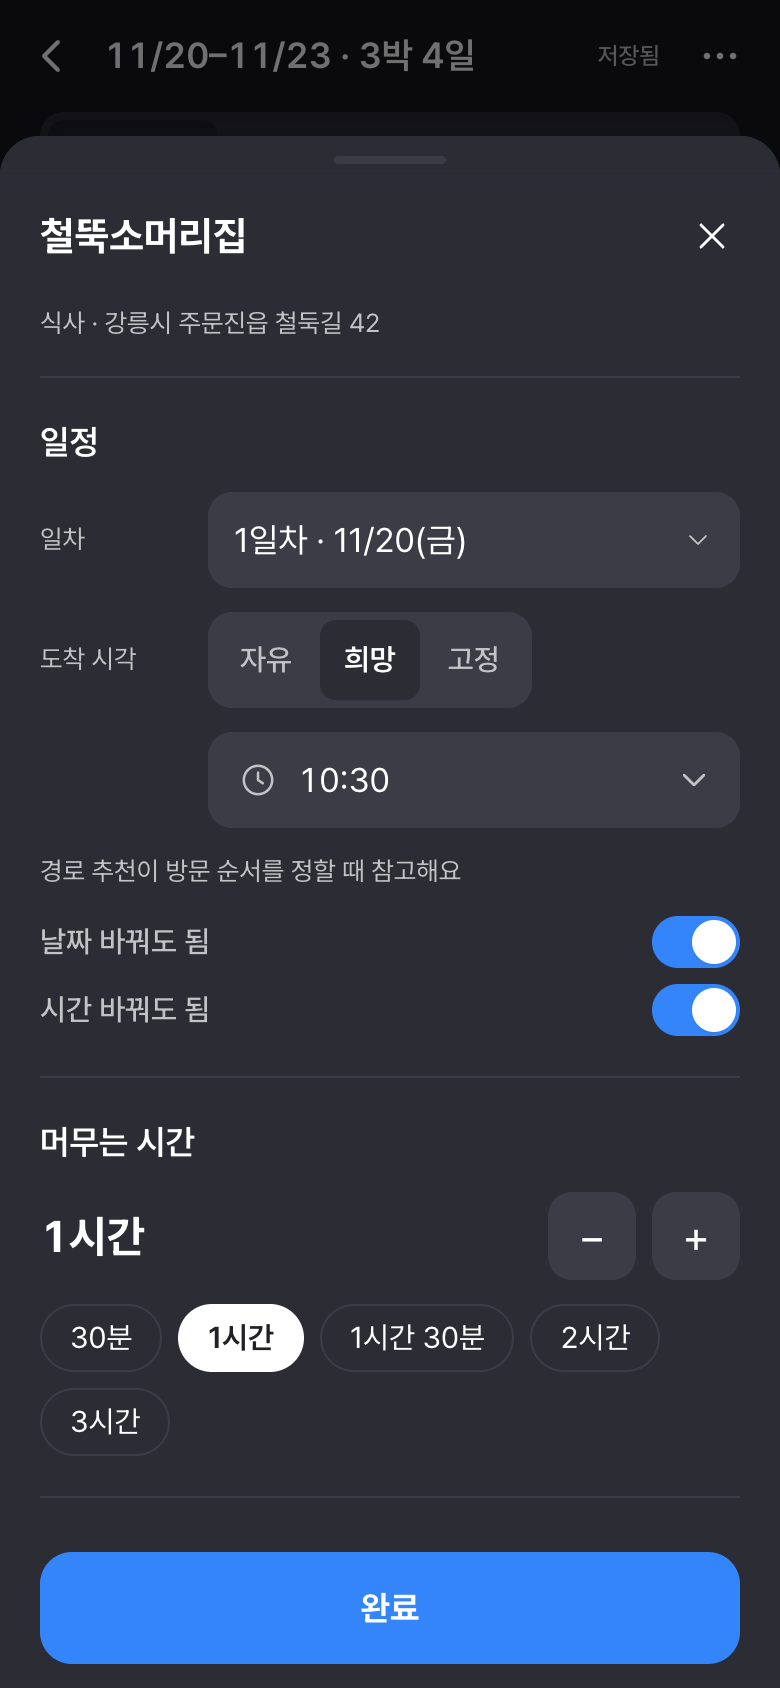 11/20–11/23 · 3박 4일 저장됨
철뚝소머리집
식사 · 강릉시 주문진읍 철둑길 42
일정
일차 1일차 · 11/20(금)
도착 시각 자유 희망 고정
10:30
경로 추천이 방문 순서를 정할 때 참고해요
날짜 바꿔도 됨
시간 바꿔도 됨
머무는 시간
1시간 − +
30분 1시간 1시간 30분 2시간
3시간
완료